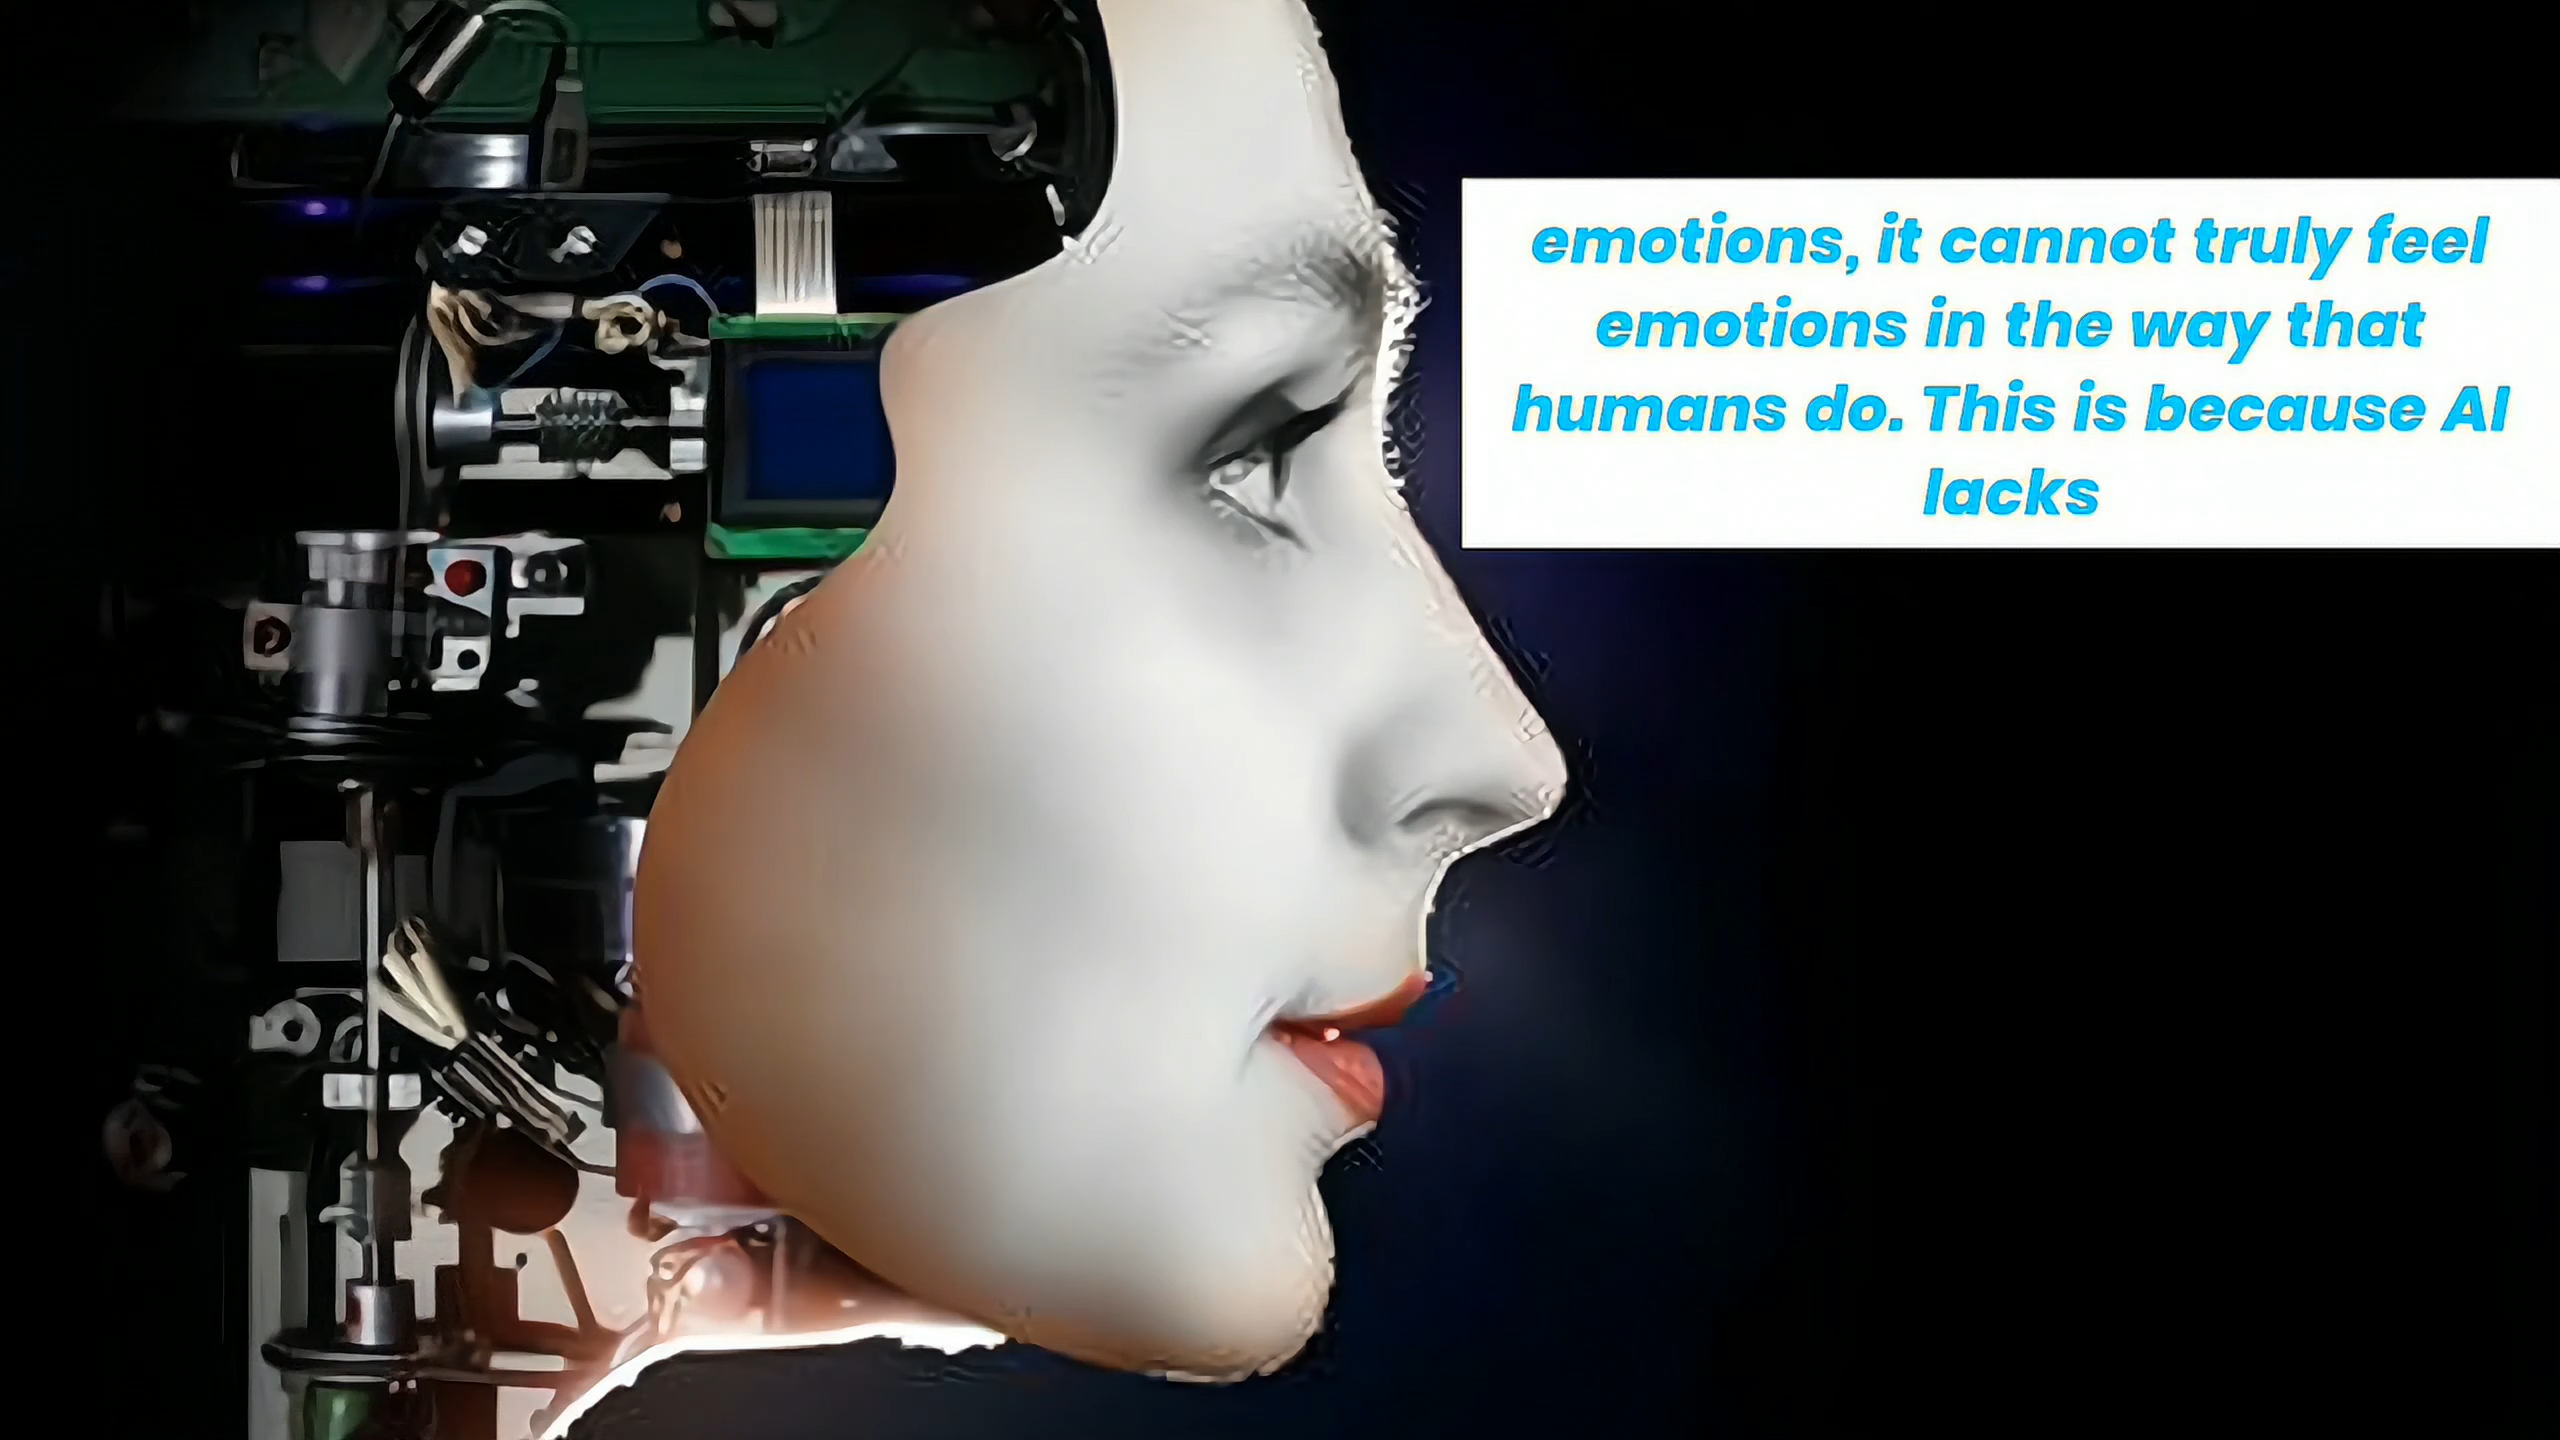 emotions, it cannot truly feel
emotions in the way that
humans do. This is because AI
lacks